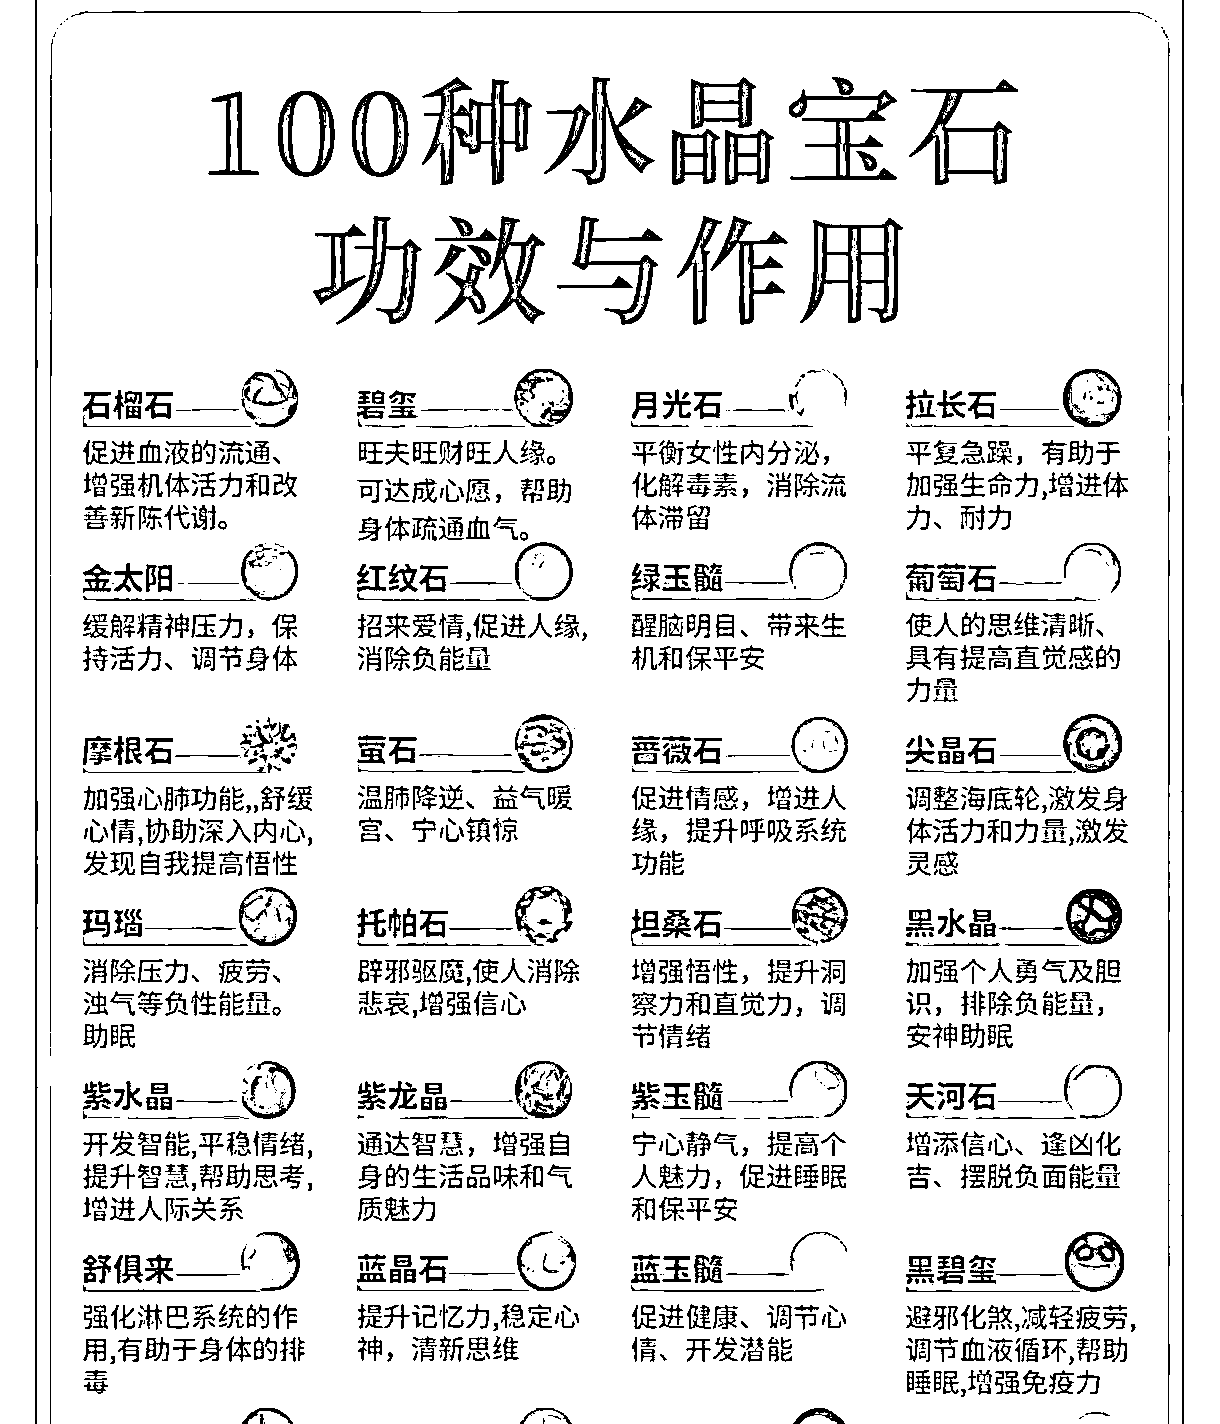 100种水晶宝石
功效与作用
石榴石
促进血液的流通、
增强机体活力和改
善新陈代谢。
碧玺
旺夫旺财旺人缘。
可达成心愿，帮助
身体疏通血气。
月光石
平衡女性内分泌，
化解毒素，消除流
体滞留
拉长石
平复急躁，有助于
加强生命力,增进体
力、耐力
金太阳
缓解精神压力，保
持活力、调节身体
红纹石
招来爱情,促进人缘,
消除负能量
绿玉髓
醒脑明目、带来生
机和保平安
葡萄石
使人的思维清晰、
具有提高直觉感的
力量
摩根石
加强心肺功能,,舒缓
心情,协助深入内心,
发现自我提高悟性
萤石
温肺降逆、益气暖
宫、宁心镇惊
蔷薇石
促进情感，增进人
缘，提升呼吸系统
功能
尖晶石
调整海底轮,激发身
体活力和力量,激发
灵感
玛瑙
消除压力、疲劳、
浊气等负性能量。
助眠
托帕石
辟邪驱魔,使人消除
悲哀,增强信心
坦桑石
增强悟性，提升洞
察力和直觉力，调
节情绪
黑水晶
加强个人勇气及胆
识，排除负能量，
安神助眠
紫水晶
开发智能,平稳情绪,
提升智慧,帮助思考,
增进人际关系
紫龙晶
通达智慧，增强自
身的生活品味和气
质魅力
紫玉髓
宁心静气，提高个
人魅力，促进睡眠
和保平安
天河石
增添信心、逢凶化
吉、摆脱负面能量
舒俱来
强化淋巴系统的作
用,有助于身体的排
毒
蓝晶石
提升记忆力,稳定心
神，清新思维
蓝玉髓
促进健康、调节心
情、开发潜能
黑碧玺
避邪化煞,减轻疲劳,
调节血液循环,帮助
睡眠,增强免疫力